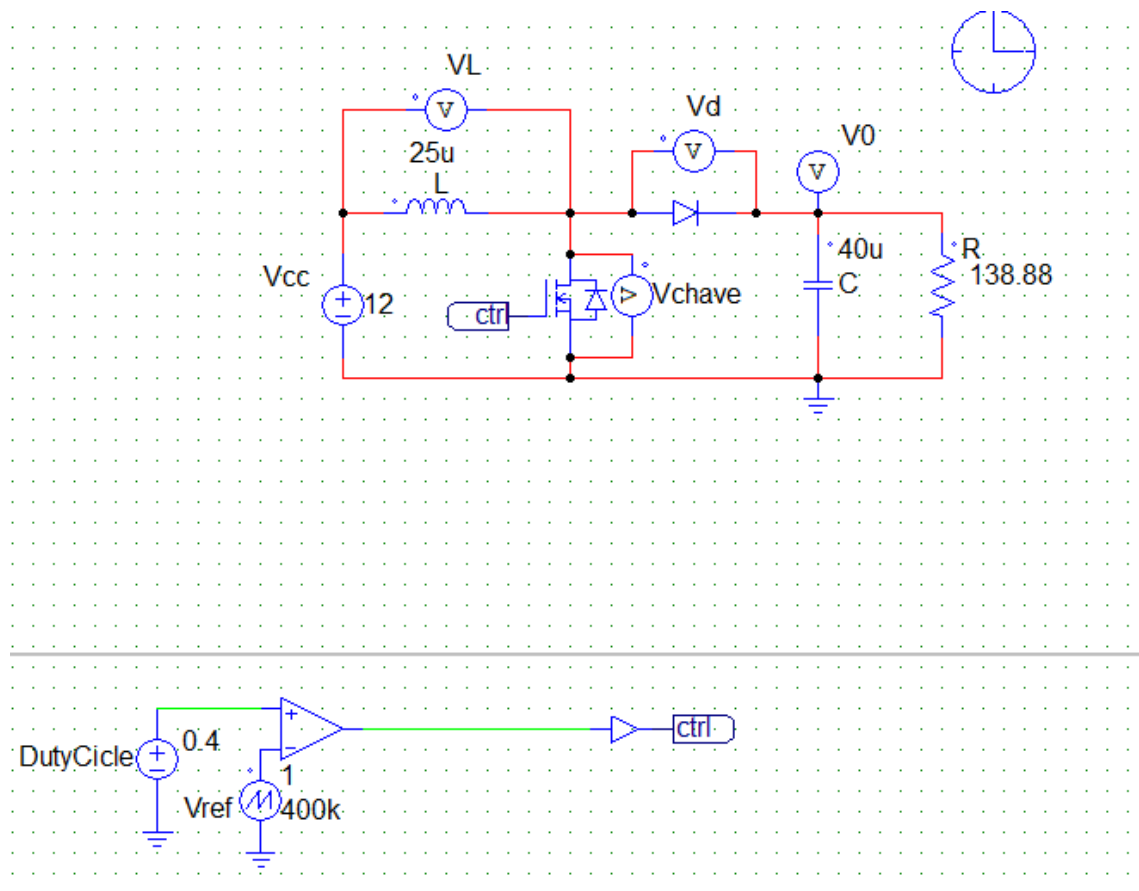 VL
V
25u
L
Vd
V
V0
V
Vcc
12
ctrl
V
Vchave
40u
C
R
138.88
DutyCicle
0.4
1
Vref
400k
ctrl